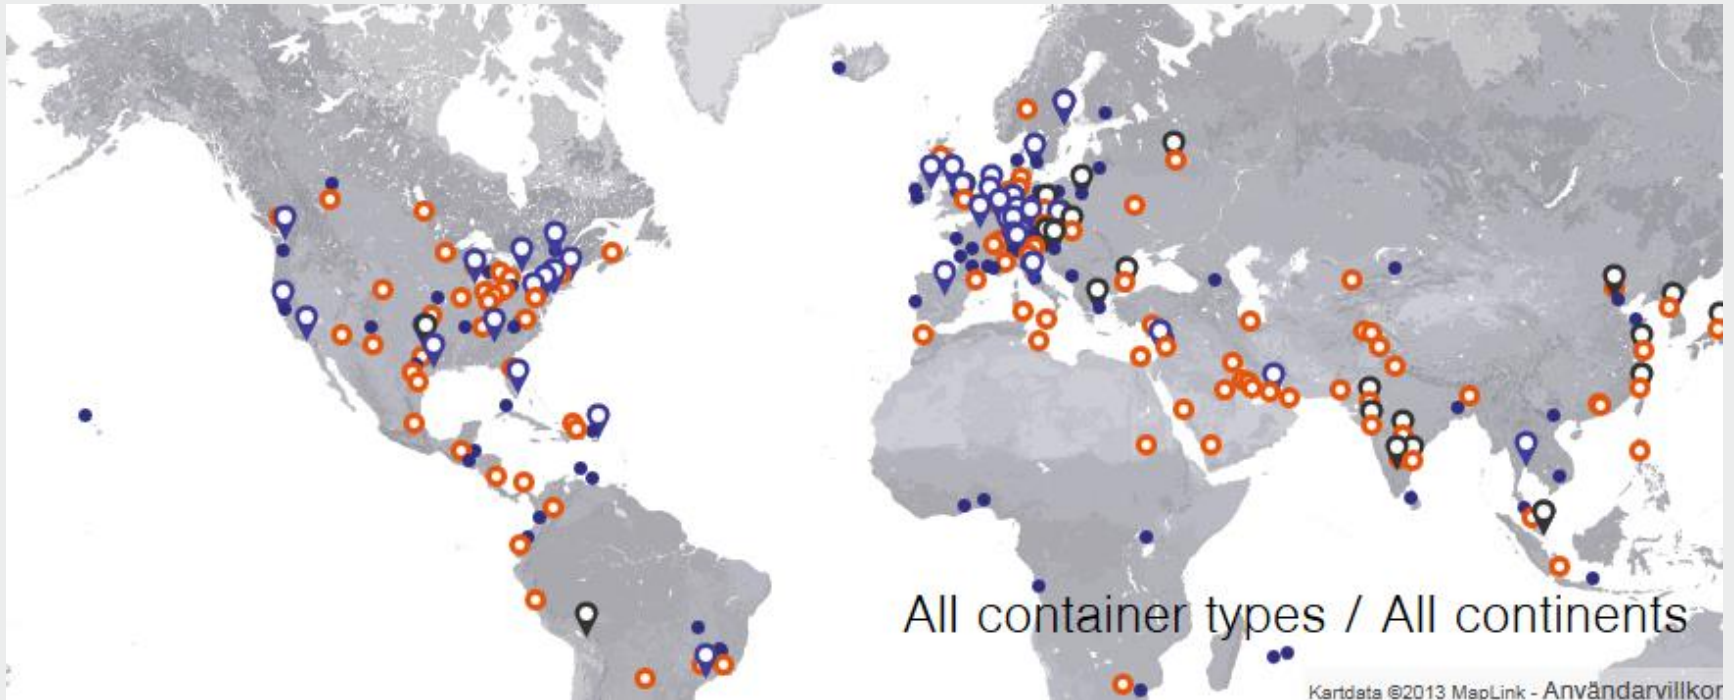 All container types / All continents
Kartdata ©2013 MapLink - Användarvillkor